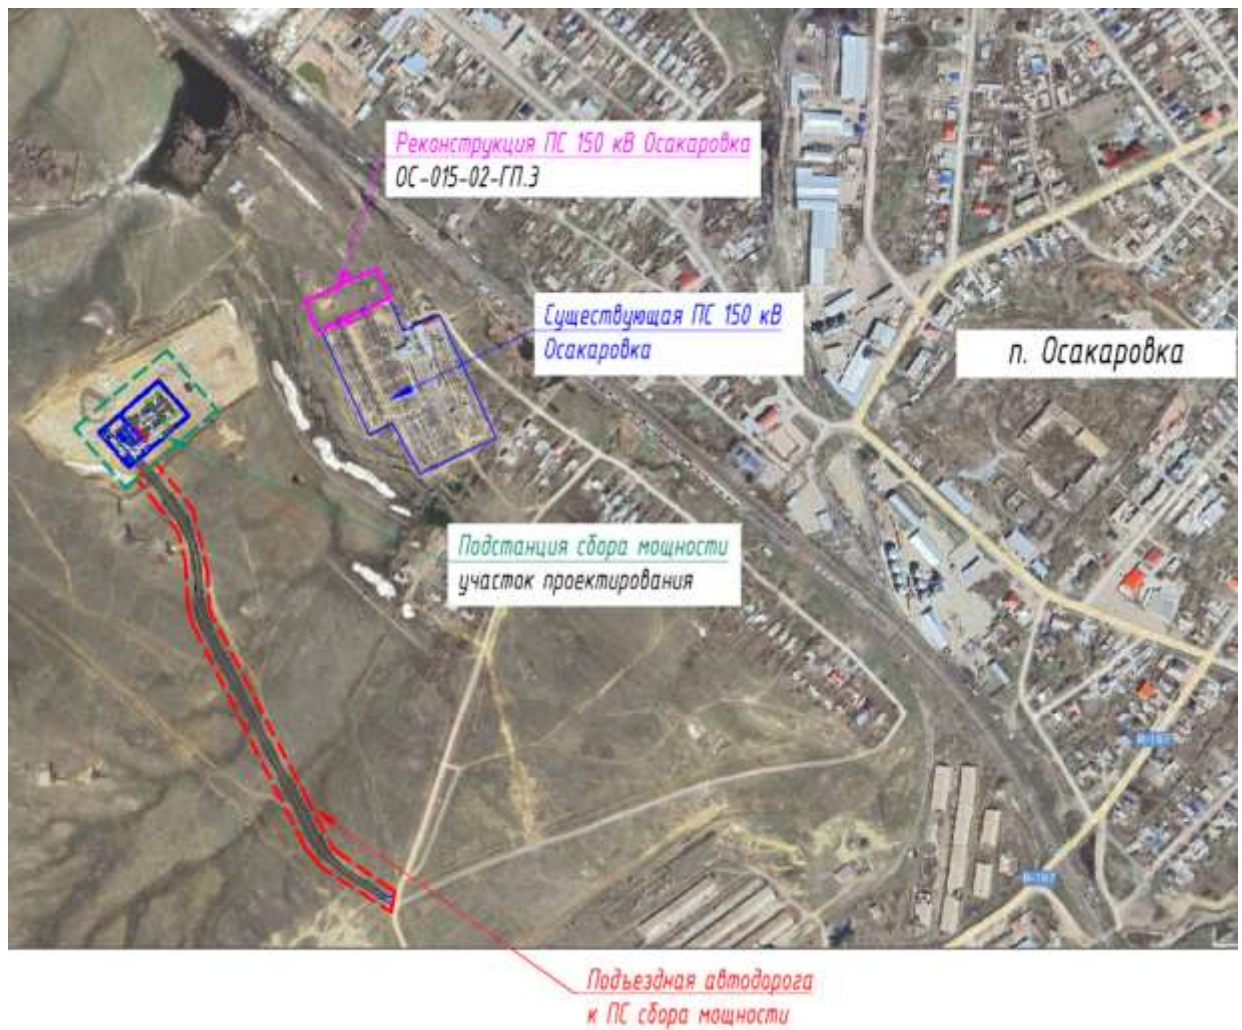 Реконструкция ПС 150 кВ Осакаровка
ОС-015-02-ГП.3
Существующая ПС 150 кВ
Осакаровка
п. Осакаровка
Подстанция сбора мощности
участок проектирования
Подъездная автодорога
к ПС сбора мощности